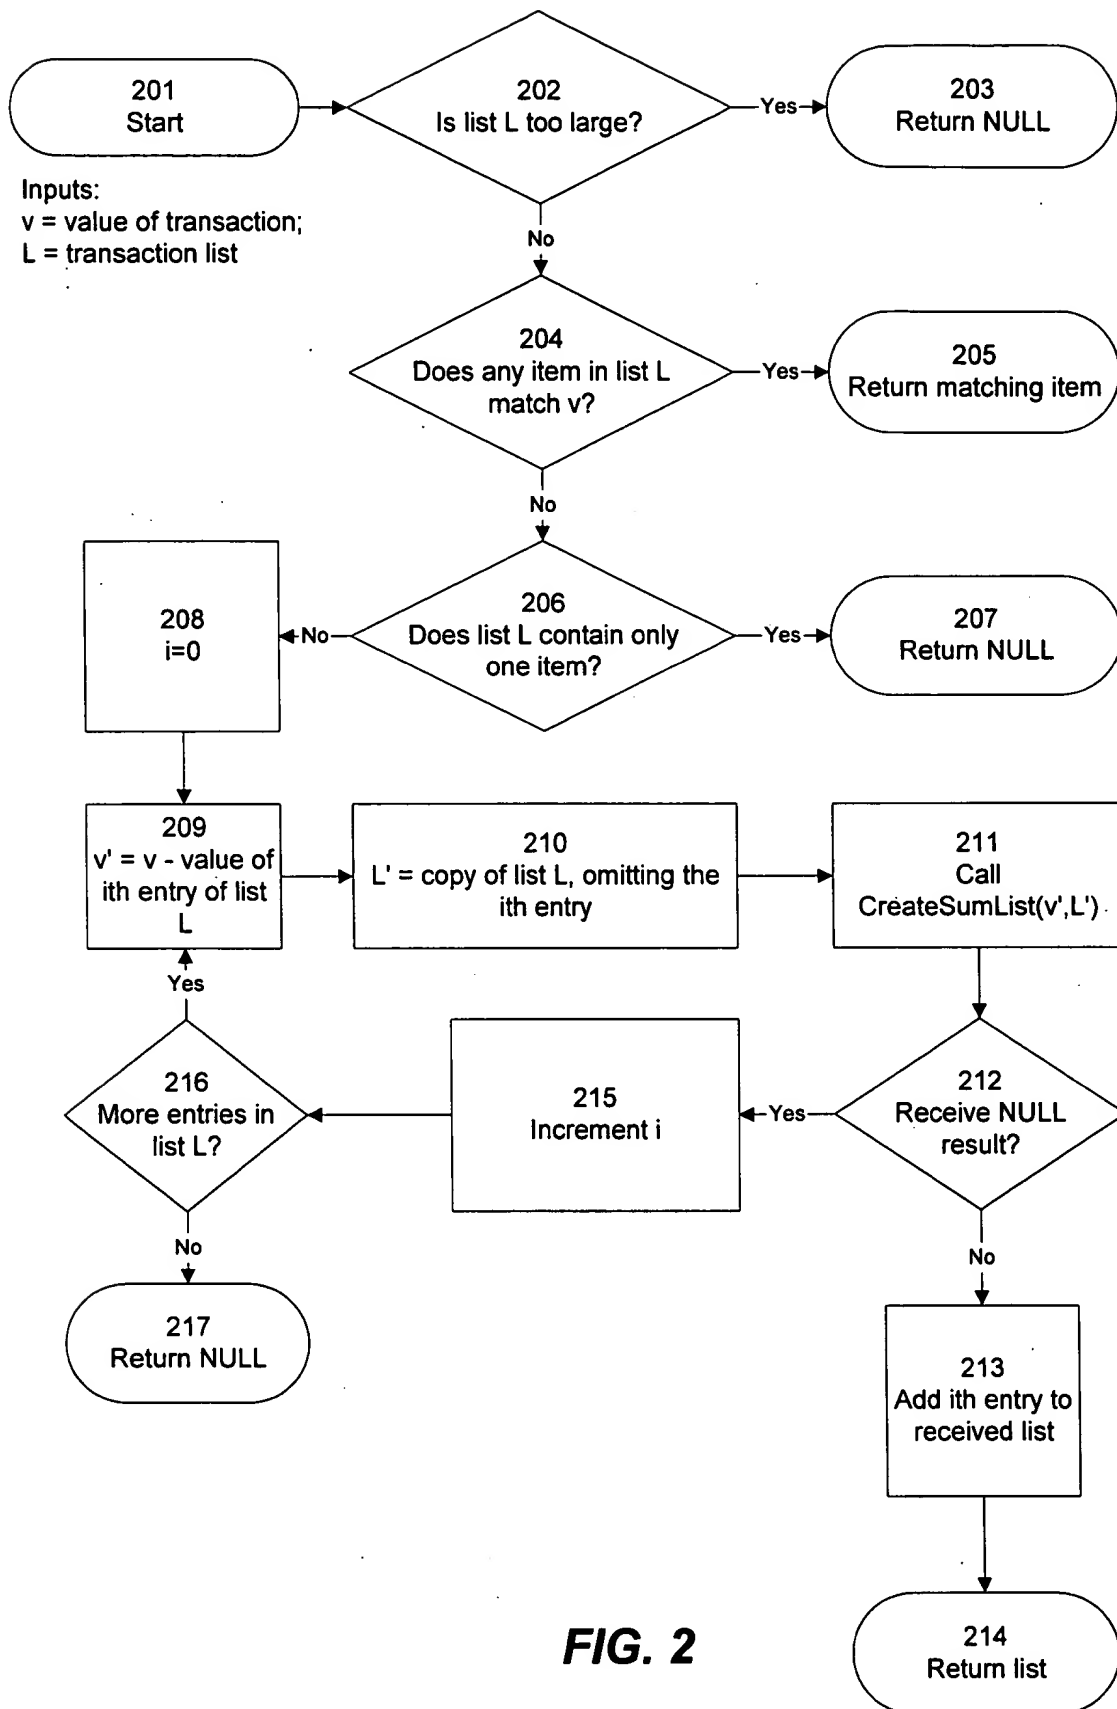 201
Start
Inputs:
v = value of transaction;
L = transaction list
202
Is list L too large?
Yes
203
Return NULL
No
204
Does any item in list L
match v?
Yes
205
Return matching item
No
206
Does list L contain only
one item?
Yes
207
Return NULL
No
208
i=0
209
v' = v - value of
ith entry of list
L
210
L' = copy of list L, omitting the
ith entry
211
Call
CreateSumList(v',L')
212
Receive NULL
result?
Yes
215
Increment i
216
More entries in
list L?
Yes
No
217
Return NULL
No
213
Add ith entry to
received list
214
Return list
FIG. 2